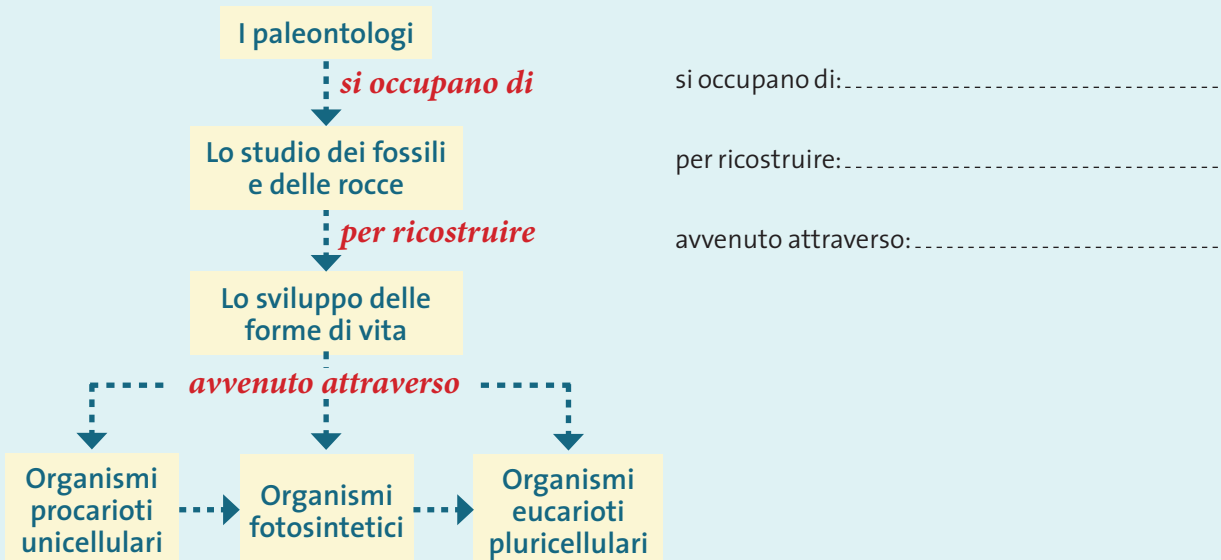 I paleontologi
si occupano di
Lo studio dei fossili
e delle rocce
per ricostruire
Lo sviluppo delle
forme di vita
avvenuto attraverso
Organismi
procarioti
unicellulari
Organismi
fotosintetici
Organismi
eucarioti
pluricellulari
si occupano di:
per ricostruire:
avvenuto attraverso: